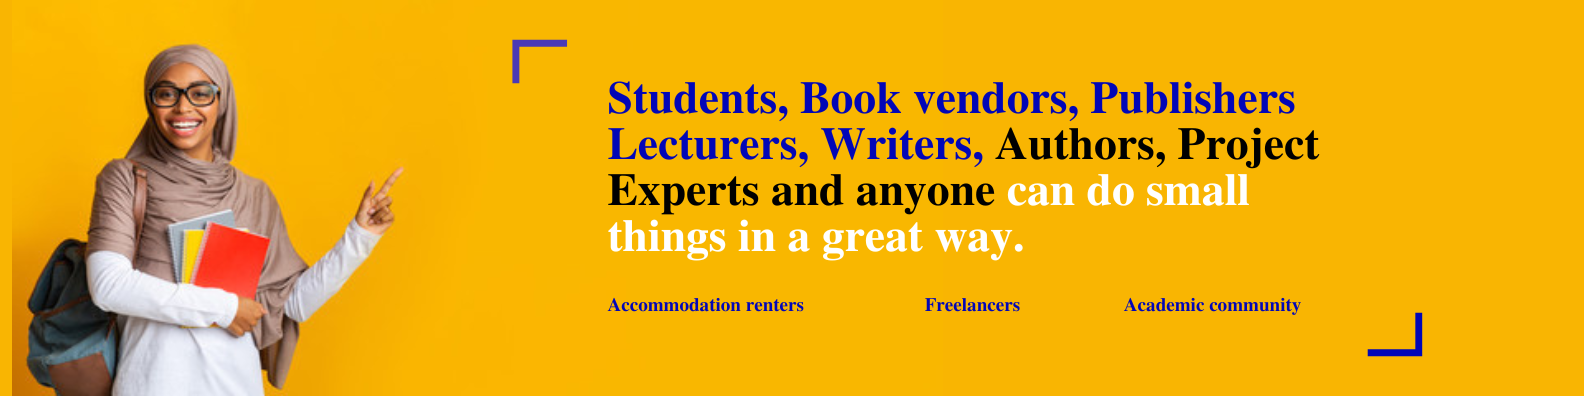 Students, Book vendors, Publishers
Lecturers, Writers, Authors, Project
Experts and anyone can do small
things in a great way.
Accommodation renters Freelancers Academic community